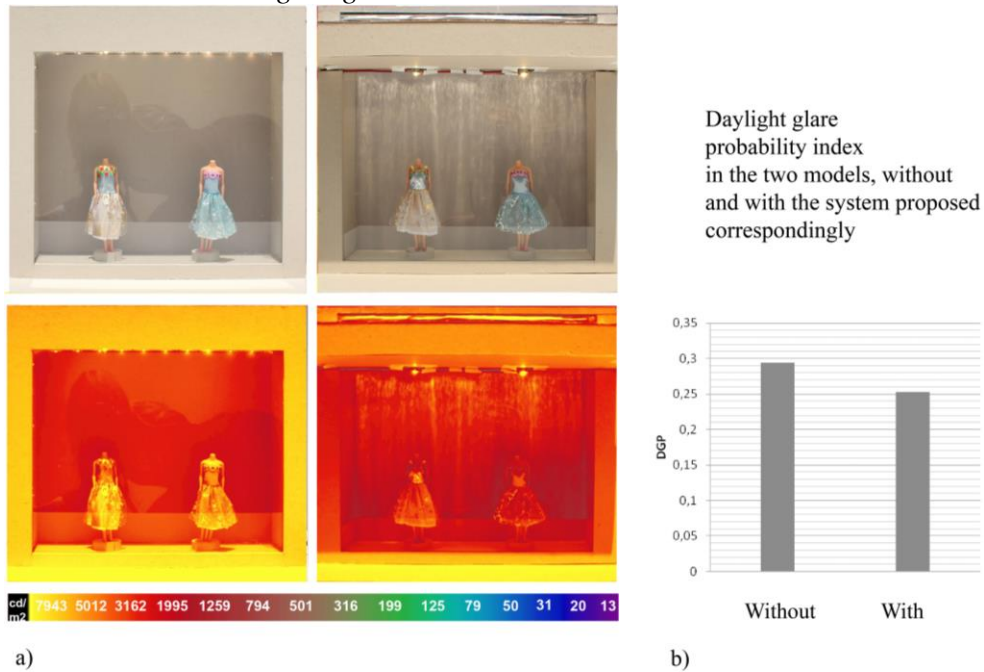 Daylight glare
probability index
in the two models, without
and with the system proposed
correspondingly
0,35
0,3
0,25
0,2
0,15
0,1
0,05
0
DGP
Without With
cd/
m2
7943 5012 3162 1995 1259 794 501 316 199 125 79 50 31 20 13
a)
b)